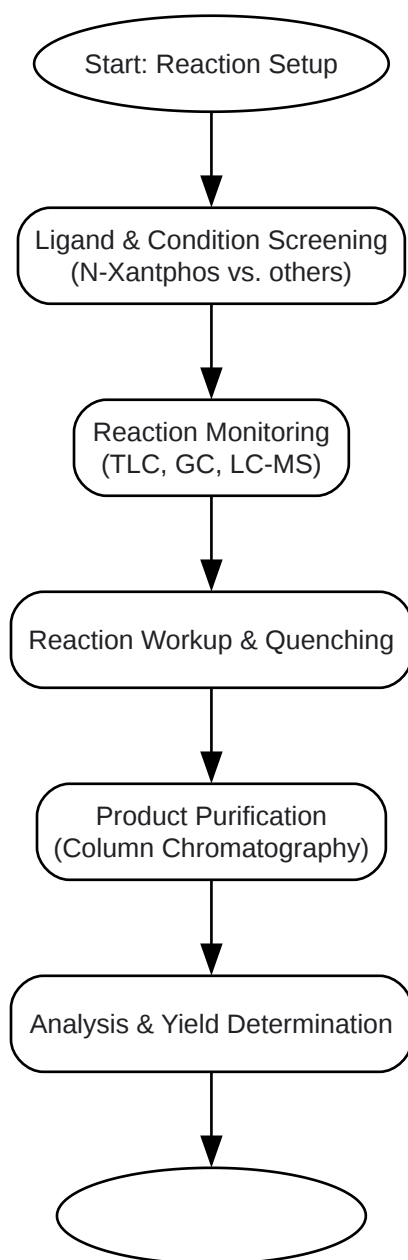 Start: Reaction Setup
Ligand & Condition Screening
(N-Xantphos vs. others)
Reaction Monitoring
(TLC, GC, LC-MS)
Reaction Workup & Quenching
Product Purification
(Column Chromatography)
Analysis & Yield Determination